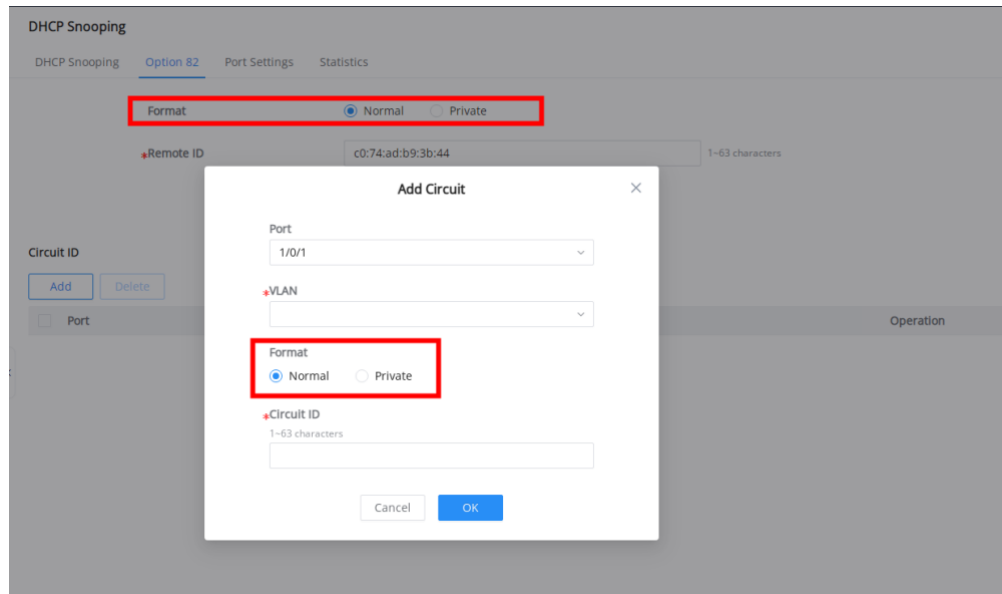 DHCP Snooping
DHCP Snooping Option 82 Port Settings Statistics
Format Normal Private
*Remote ID c0:74:ad:b9:3b:44 1~63 characters
Add Circuit
Port
1/0/1
*VLAN
Format
Normal Private
*Circuit ID
1~63 characters
Cancel OK
Circuit ID
Add Delete
Port Operation